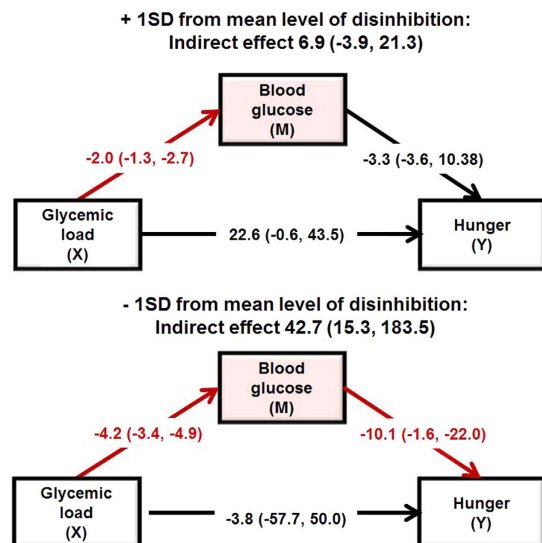 + 1SD from mean level of disinhibition:
Indirect effect 6.9 (-3.9, 21.3)
Blood
glucose
(M)
-2.0 (-1.3, -2.7)
-3.3 (-3.6, 10.38)
Glycemic
load
(X)
22.6 (-0.6, 43.5)
Hunger
(Y)
- 1SD from mean level of disinhibition:
Indirect effect 42.7 (15.3, 183.5)
Blood
glucose
(M)
-4.2 (-3.4, -4.9)
-10.1 (-1.6, -22.0)
Glycemic
load
(X)
-3.8 (-57.7, 50.0)
Hunger
(Y)